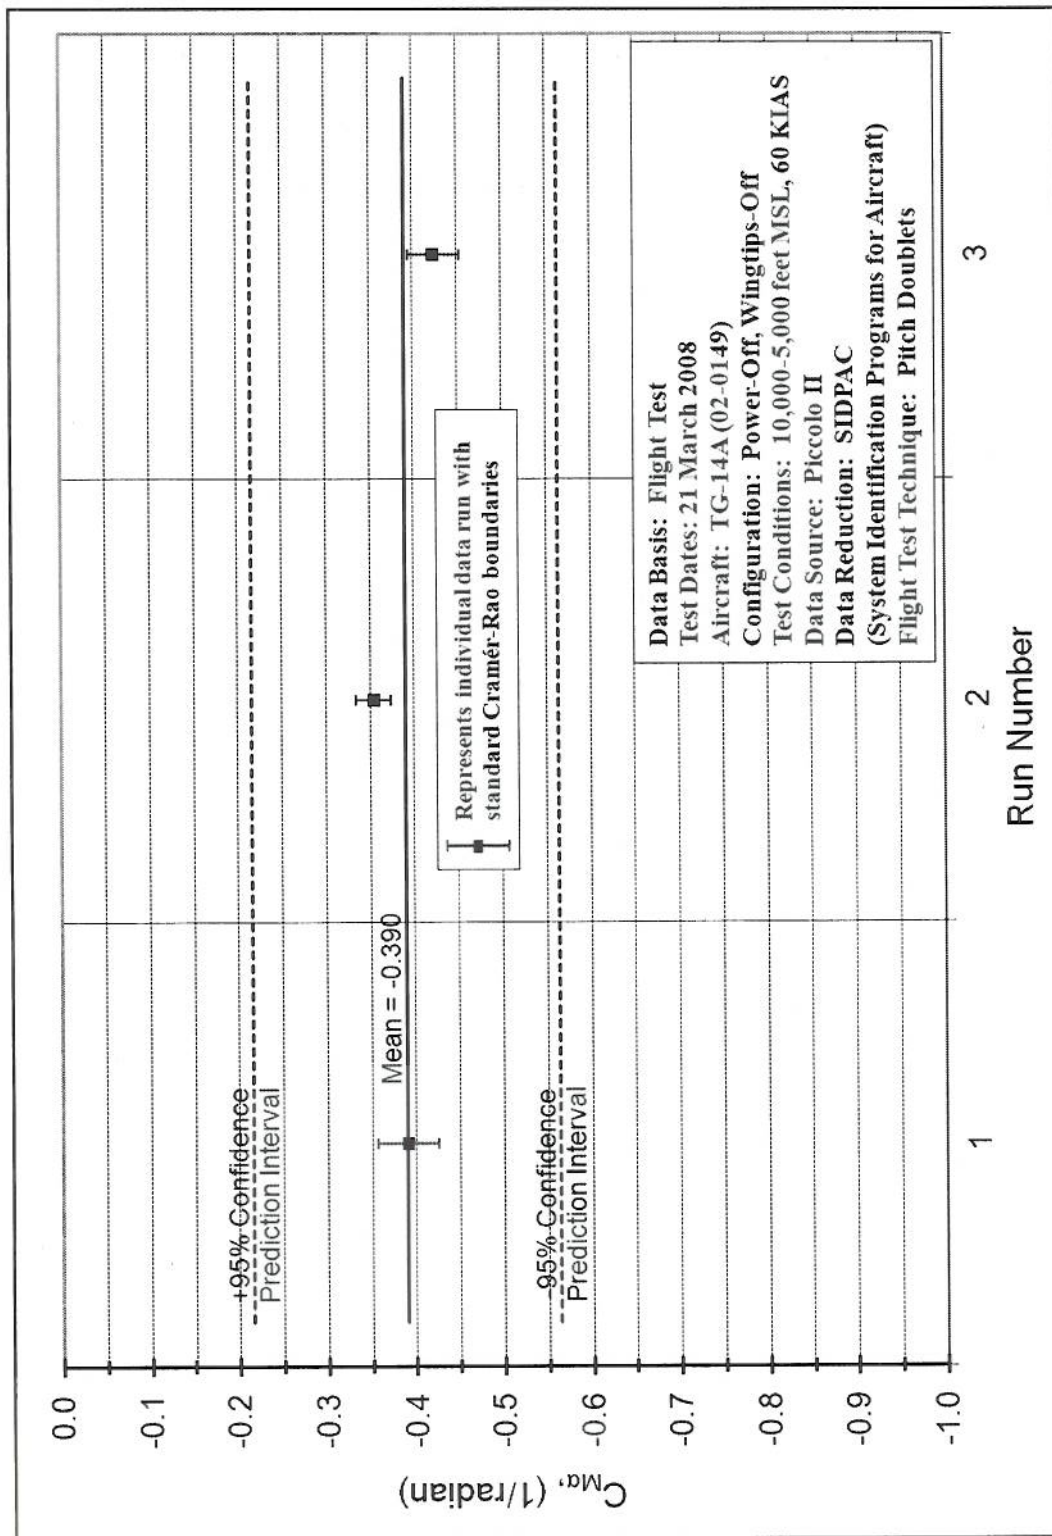 0.0
-0.1
-0.2
-0.3
-0.4
-0.5
-0.6
-0.7
-0.8
-0.9
-1.0
C_Mα, (1/radian)
+95% Confidence
Prediction Interval
Mean = -0.390
-95% Confidence
Prediction Interval
Represents individual data run with
standard Cramér-Rao boundaries
Data Basis: Flight Test
Test Dates: 21 March 2008
Aircraft: TG-14A (02-0149)
Configuration: Power-Off, Wingtips-Off
Test Conditions: 10,000-5,000 feet MSL, 60 KIAS
Data Source: Piccolo II
Data Reduction: SIDPAC
(System Identification Programs for Aircraft)
Flight Test Technique: Pitch Doublets
1
2
3
Run Number